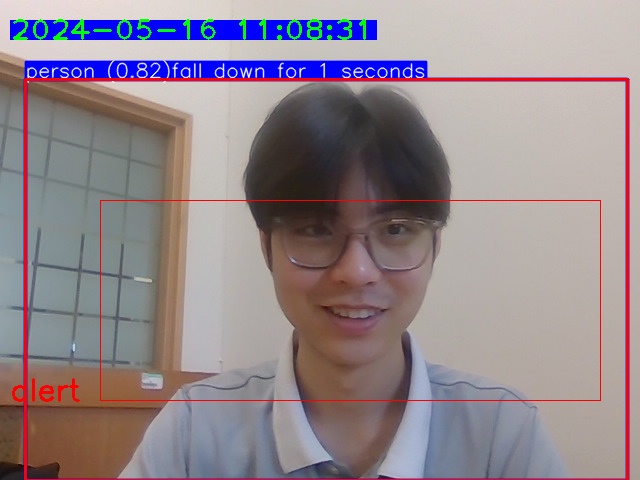 2024-05-16 11:08:31
person (0.82)fall down for 1 seconds
alert